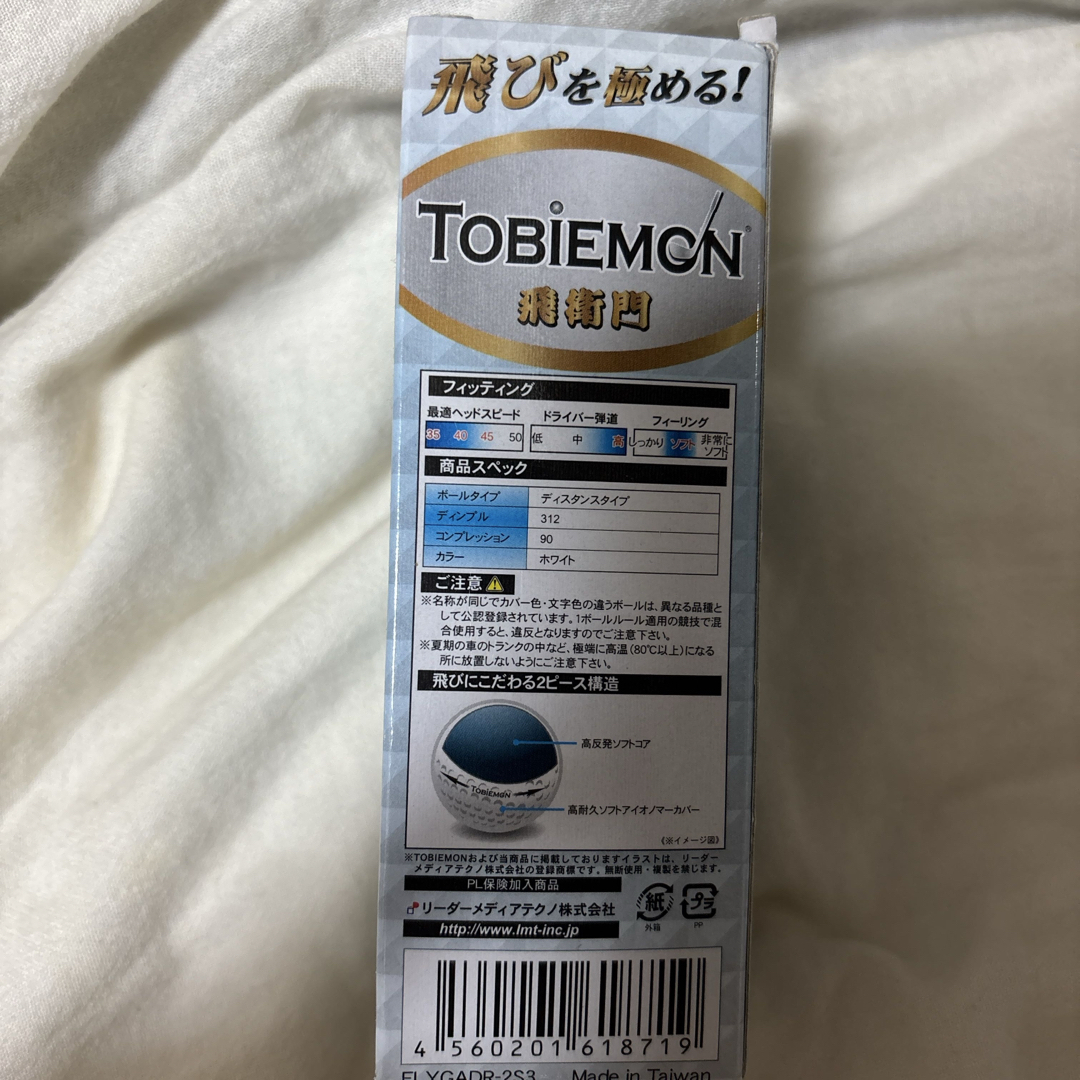 飛びを極める!
TOBIEMON®
飛衛門
フィッティング
最適ヘッドスピード ドライバー弾道 フィーリング
35 40 45 50 低 中 高 しっかり ソフト 非常にソフト
商品スペック
ボールタイプ ディスタンスタイプ
ディンプル 312
コンプレッション 90
カラー ホワイト
ご注意
※名称が同じでカバー色・文字色の違うボールは、異なる品種と
して公認登録されています。1ボールルール適用の競技で混
合使用すると、違反となりますのでご注意下さい。
※夏期の車のトランクの中など、極端に高温(80℃以上)になる
所に放置しないようにご注意下さい。
飛びにこだわる2ピース構造
高反発ソフトコア
TOBIEMON
高耐久ソフトアイオノマーカバー
《※イメージ図》
※TOBIEMONおよび当商品に掲載しておりますイラストは、リーダー
メディアテクノ株式会社の登録商標です。無断使用・複製を禁じます。
PL保険加入商品
リーダーメディアテクノ株式会社
紙 プラ
外箱 PP
http://www.lmt-inc.jp
4 560201 618719
FLYGADR-2S3 Made in Taiwan